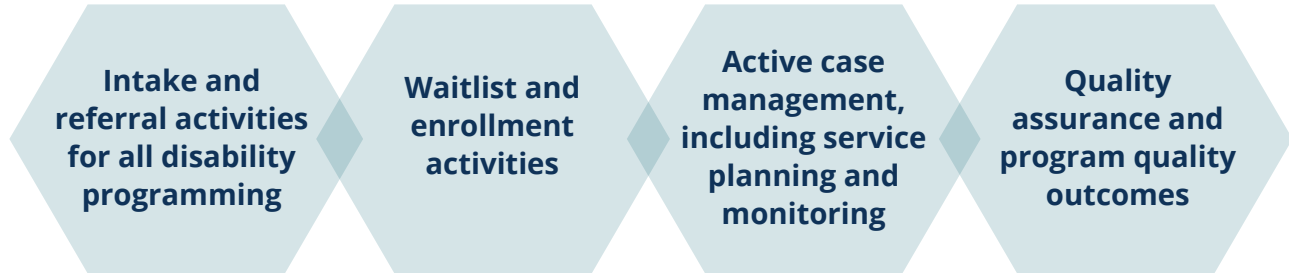 Intake and
referral activities
for all disability
programming
Waitlist and
enrollment
activities
Active case
management,
including service
planning and
monitoring
Quality
assurance and
program quality
outcomes